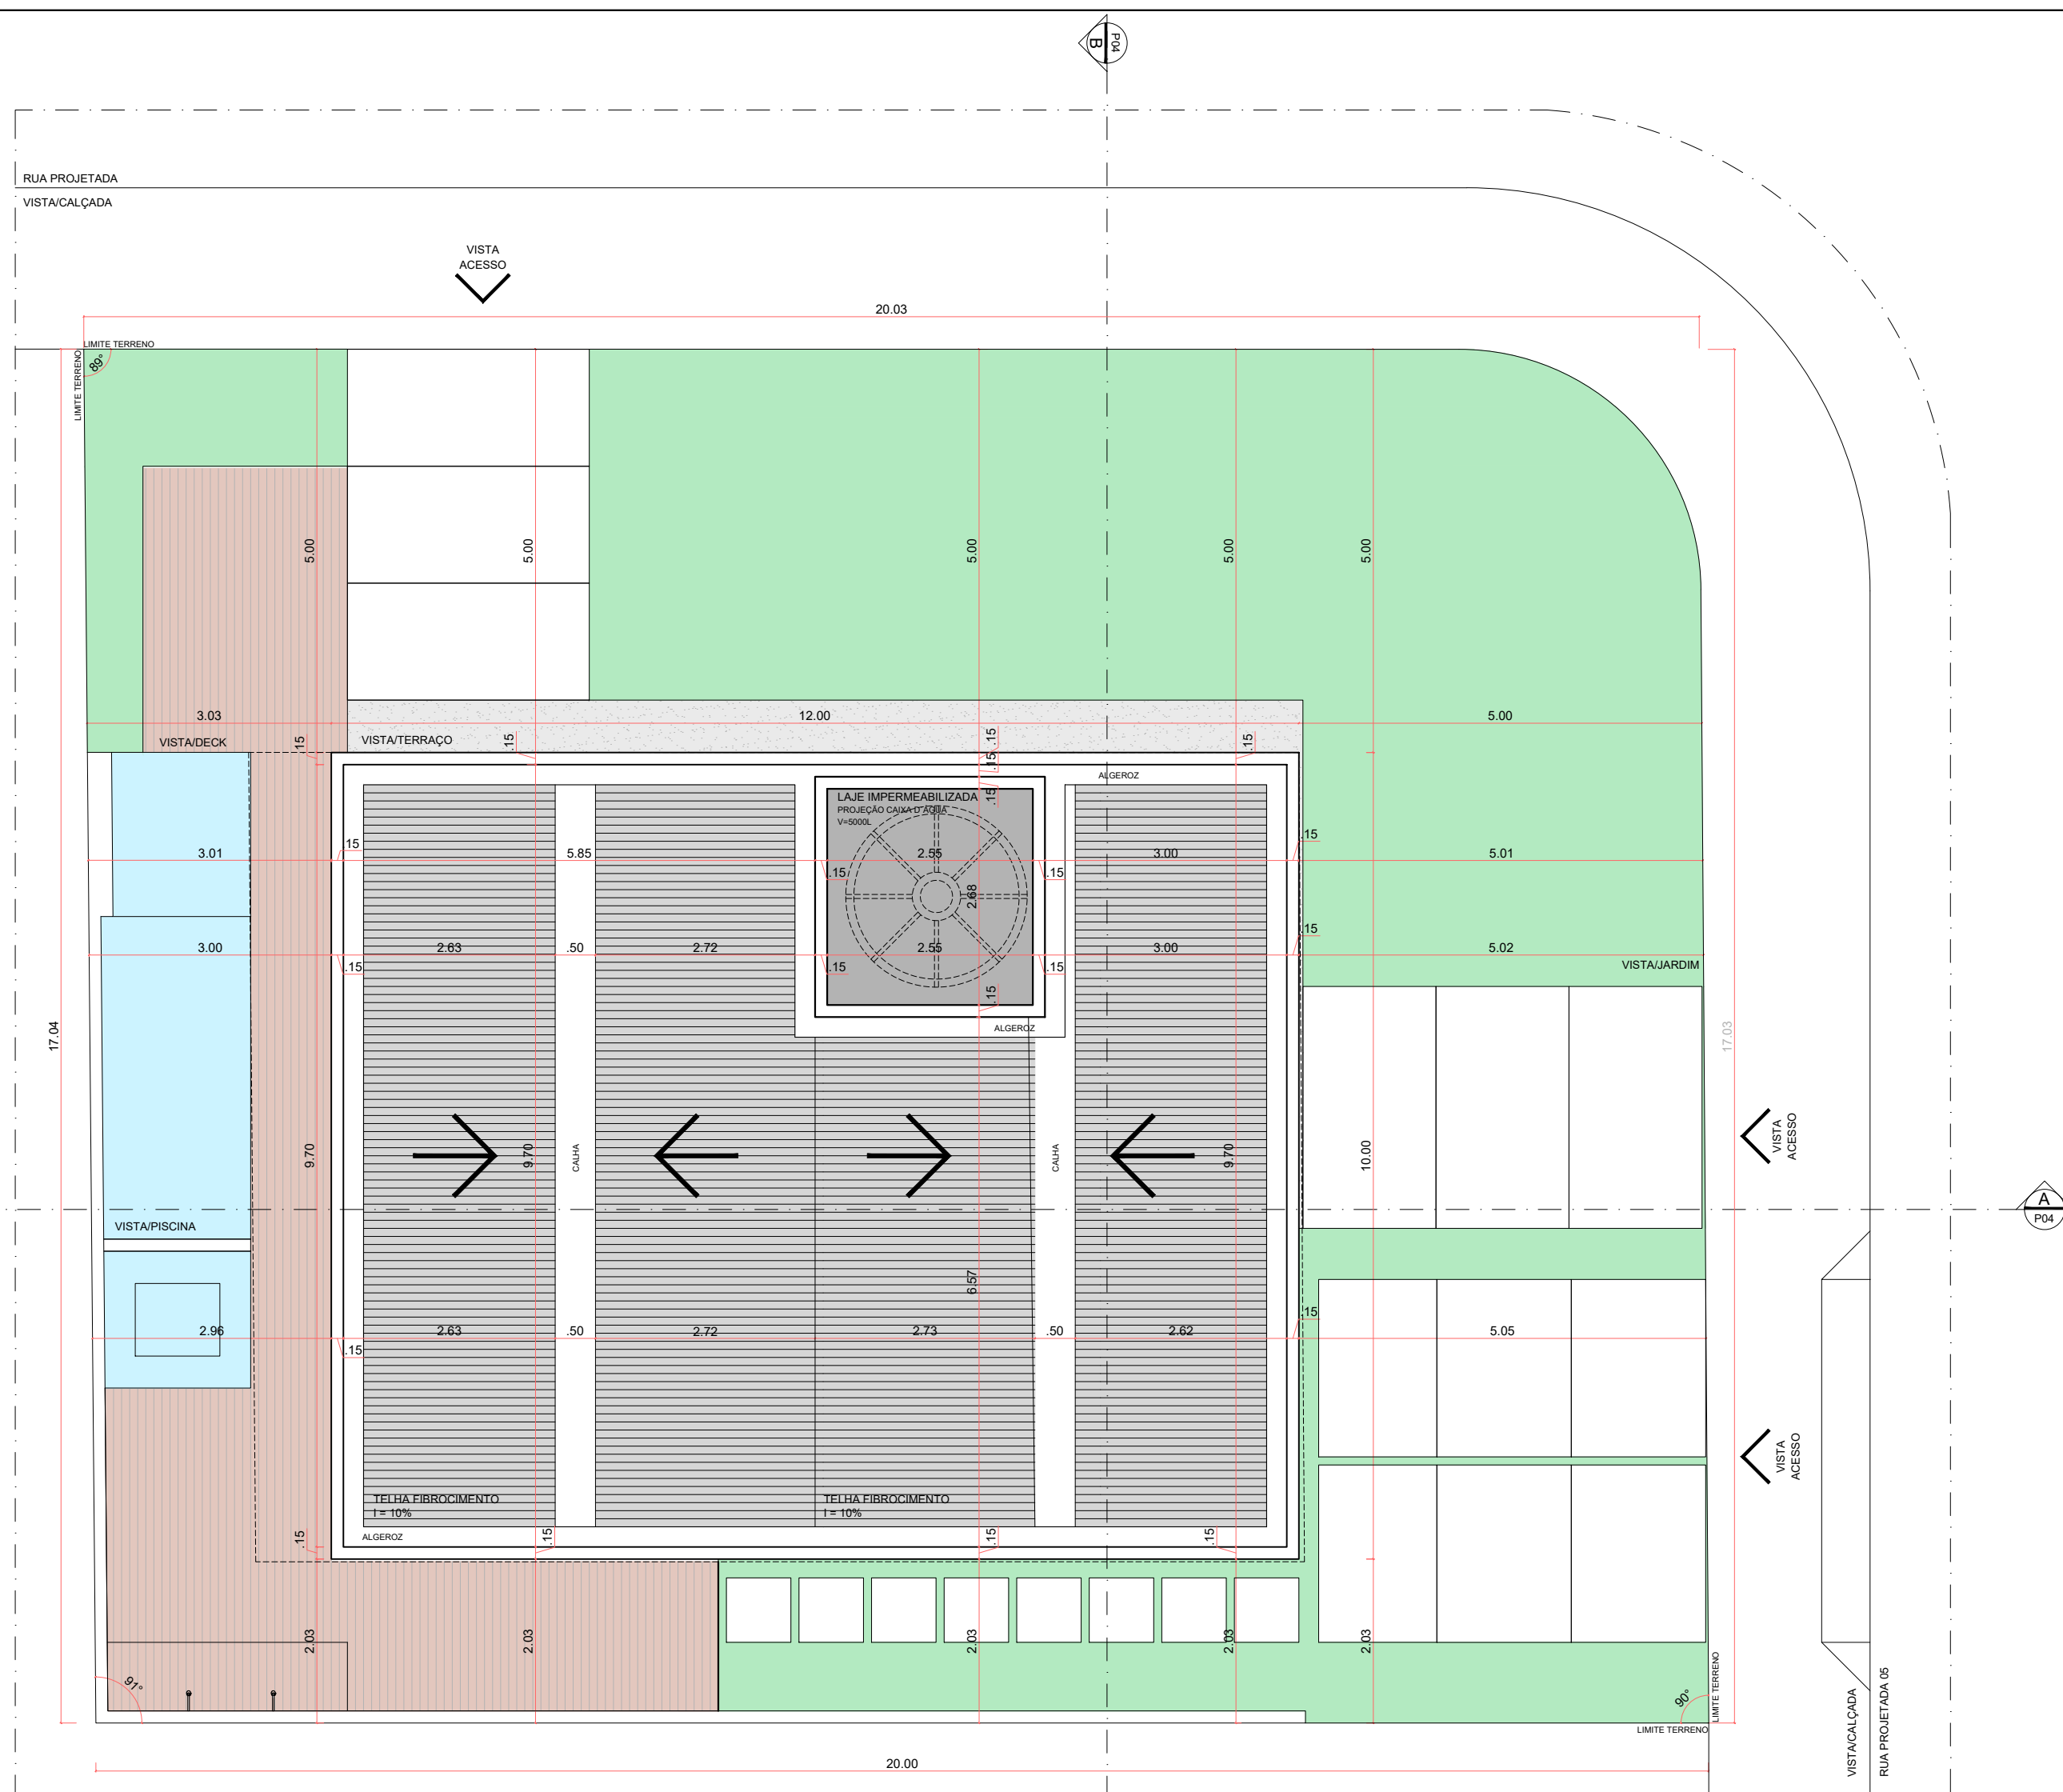 B
P04
RUA PROJETADA
VISTA/CALÇADA
VISTA
ACESSO
20.03
LIMITE TERRENO
LIMITE TERRENO
89°
5.00
5.00
5.00
5.00
5.00
3.03
12.00
5.00
VISTA/DECK
.15
VISTA/TERRAÇO
.15
.15
.15
.15
ALGEROZ
.15
LAJE IMPERMEABILIZADA
PROJEÇÃO CAIXA D'ÁGUA
V=5000L
.15
.15
3.01
5.85
2.55
3.00
5.01
.15
.15
2.68
.15
3.00
2.63
.50
2.72
2.55
3.00
5.02
.15
.15
.15
VISTA/JARDIM
.15
ALGEROZ
17.04
17.03
9.70
9.70
CALHA
CALHA
9.70
10.00
VISTA
ACESSO
A
P04
VISTA/PISCINA
6.57
.15
2.96
2.63
.50
2.72
2.73
.50
2.62
5.05
.15
VISTA
ACESSO
TELHA FIBROCIMENTO
I = 10%
TELHA FIBROCIMENTO
I = 10%
ALGEROZ
.15
.15
.15
.15
2.03
2.03
2.03
2.03
2.03
91°
90°
LIMITE TERRENO
LIMITE TERRENO
VISTA/CALÇADA
RUA PROJETADA 05
20.00